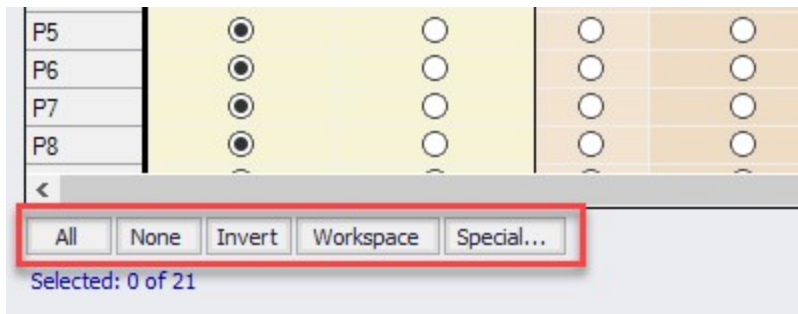 P5
P6
P7
P8
All None Invert Workspace Special...
Selected: 0 of 21